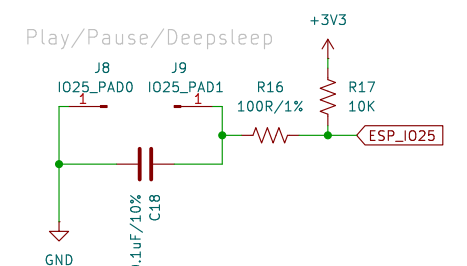 Play/Pause/Deepsleep
+3V3
J8
IO25_PAD0
1
J9
IO25_PAD1
1
R16
100R/1%
R17
10K
ESP_IO25
.1uF/10%
C18
GND